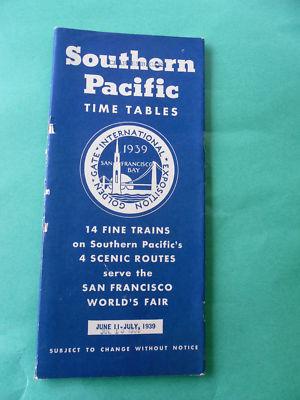 Southern
Pacific
TIME TABLES
GOLDEN GATE INTERNATIONAL EXPOSITION
1939
SAN FRANCISCO
BAY
14 FINE TRAINS
on Southern Pacific's
4 SCENIC ROUTES
serve the
SAN FRANCISCO
WORLD'S FAIR
JUNE 11-JULY, 1939
SUBJECT TO CHANGE WITHOUT NOTICE